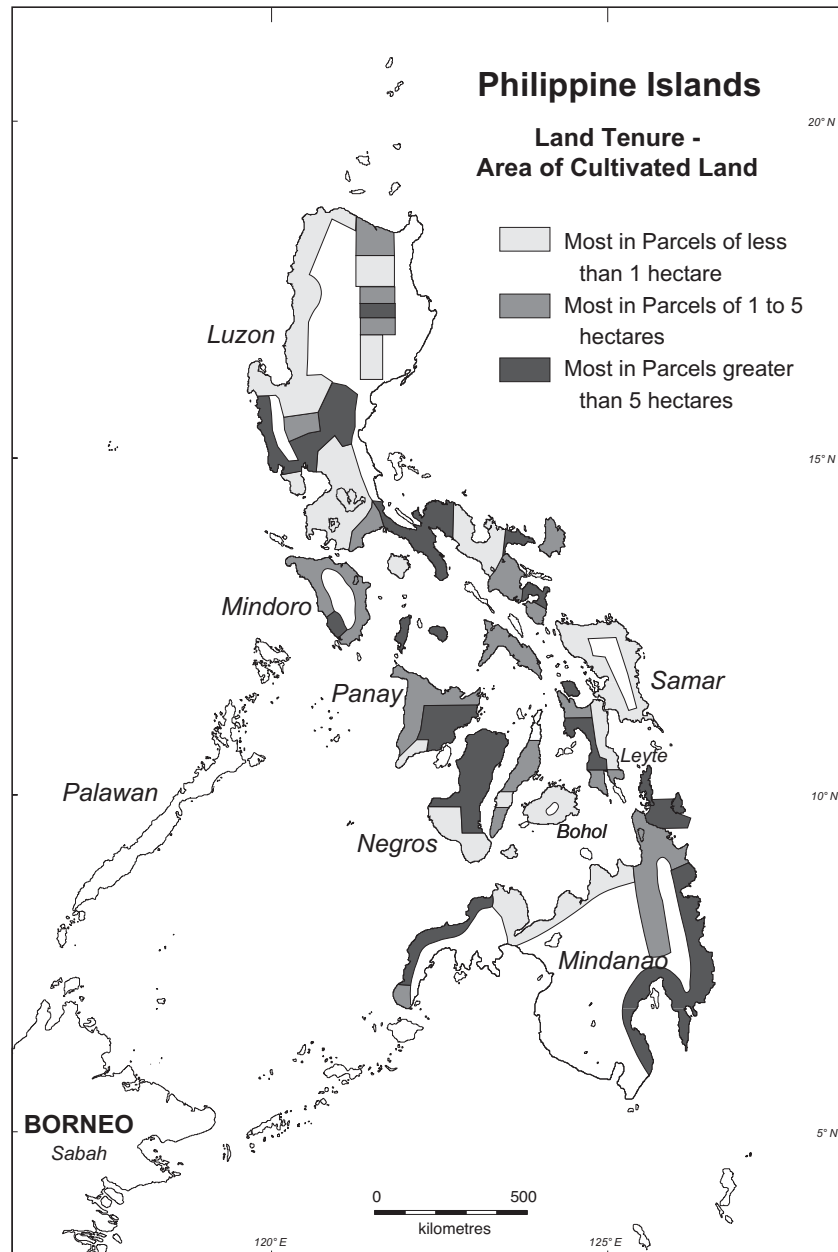 Philippine Islands
20° N
Land Tenure -
Area of Cultivated Land
Most in Parcels of less
than 1 hectare
Most in Parcels of 1 to 5
hectares
Luzon
Most in Parcels greater
than 5 hectares
15° N
Mindoro
Samar
Panay
Leyte
Palawan
10° N
Negros
Bohol
Mindanao
BORNEO
5° N
Sabah
0
500
kilometres
120° E
125° E